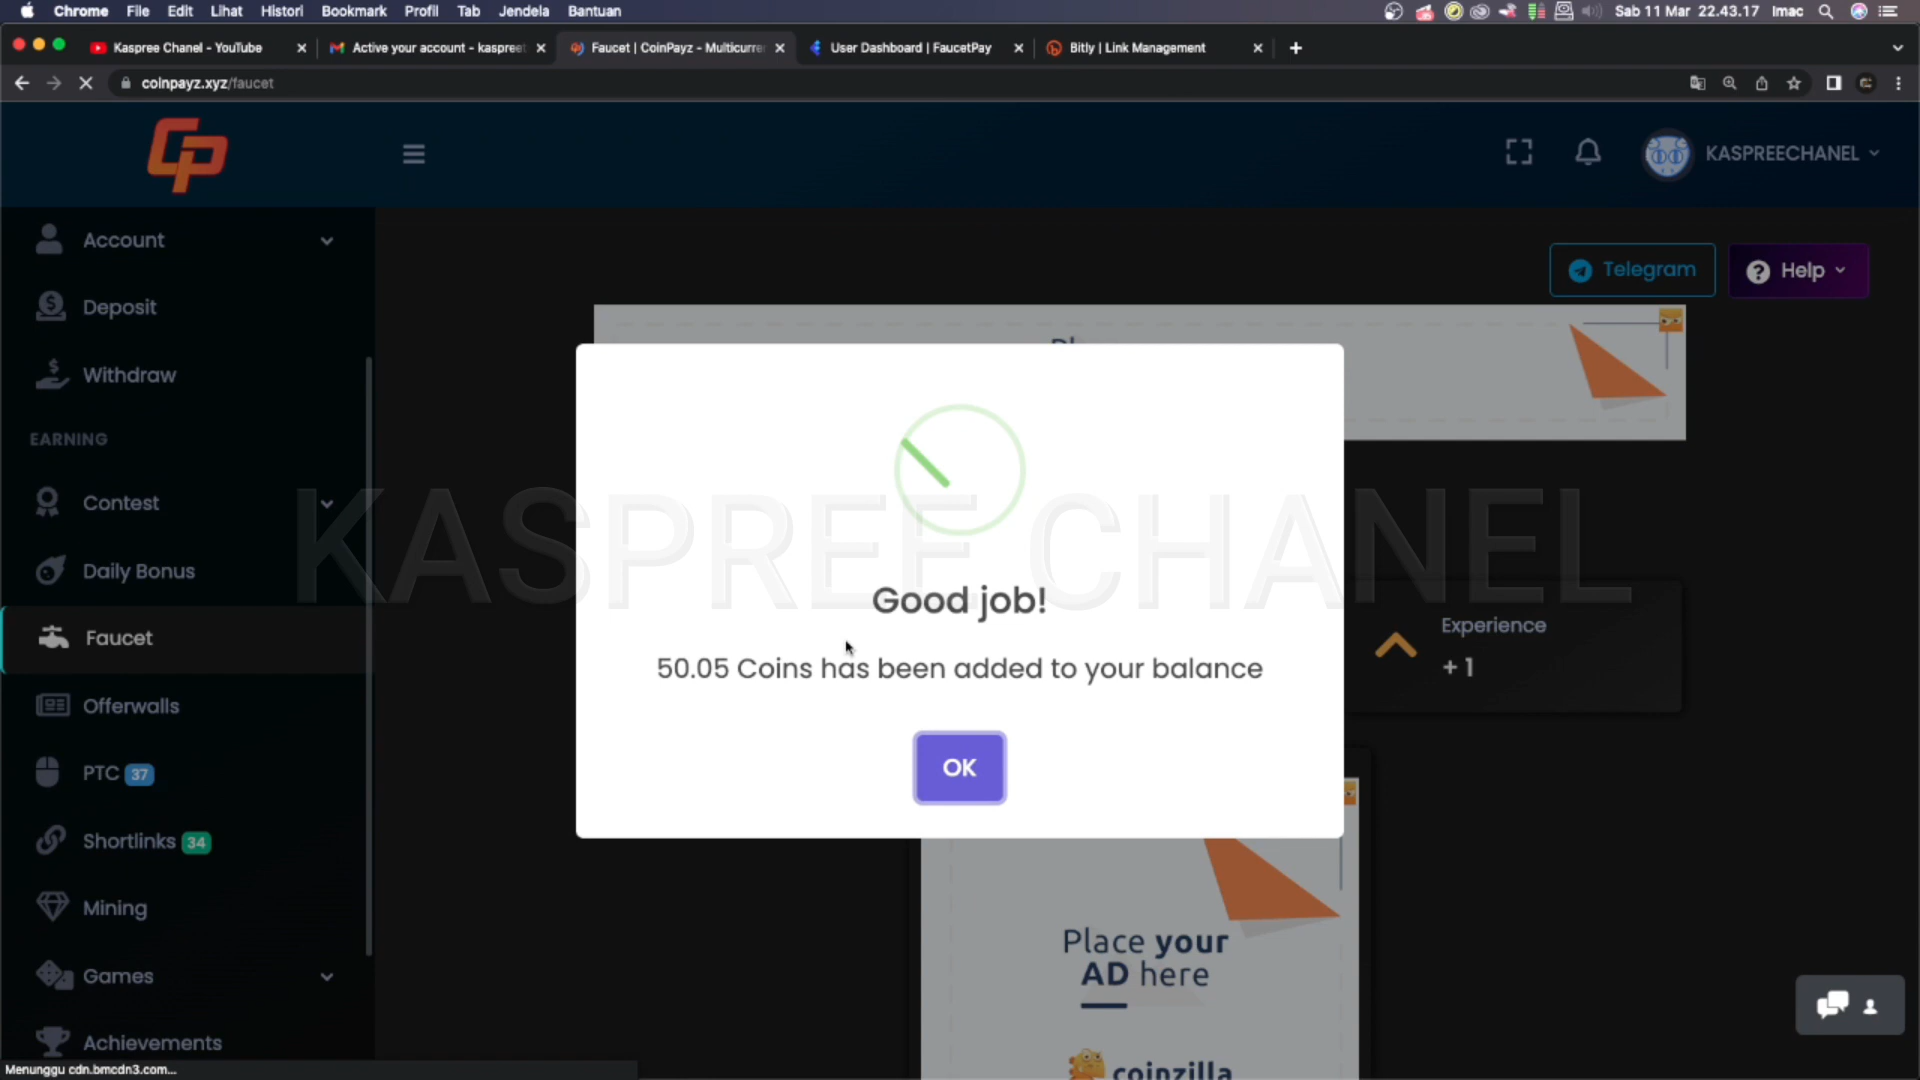 Chrome File Edit Lihat Histori Bookmark Profil Tab Jendela Bantuan Sab 11 Mar 22.43.17 Imac
Kaspree Chanel - YouTube Active your account - kaspreet Faucet | CoinPayz - Multicurre User Dashboard | FaucetPay Bitly | Link Management
coinpayz.xyz/faucet
CP
KASPREECHANEL
Account
Telegram
Help
Deposit
Withdraw
EARNING
Contest
Daily Bonus
Faucet
Offerwalls
PTC 37
Shortlinks 34
Mining
Games
Achievements
KASPREE CHANEL
Good job!
50.05 Coins has been added to your balance
OK
Experience
+ 1
Place your
AD here
coinzilla
Menunggu cdn.bmcdn3.com...